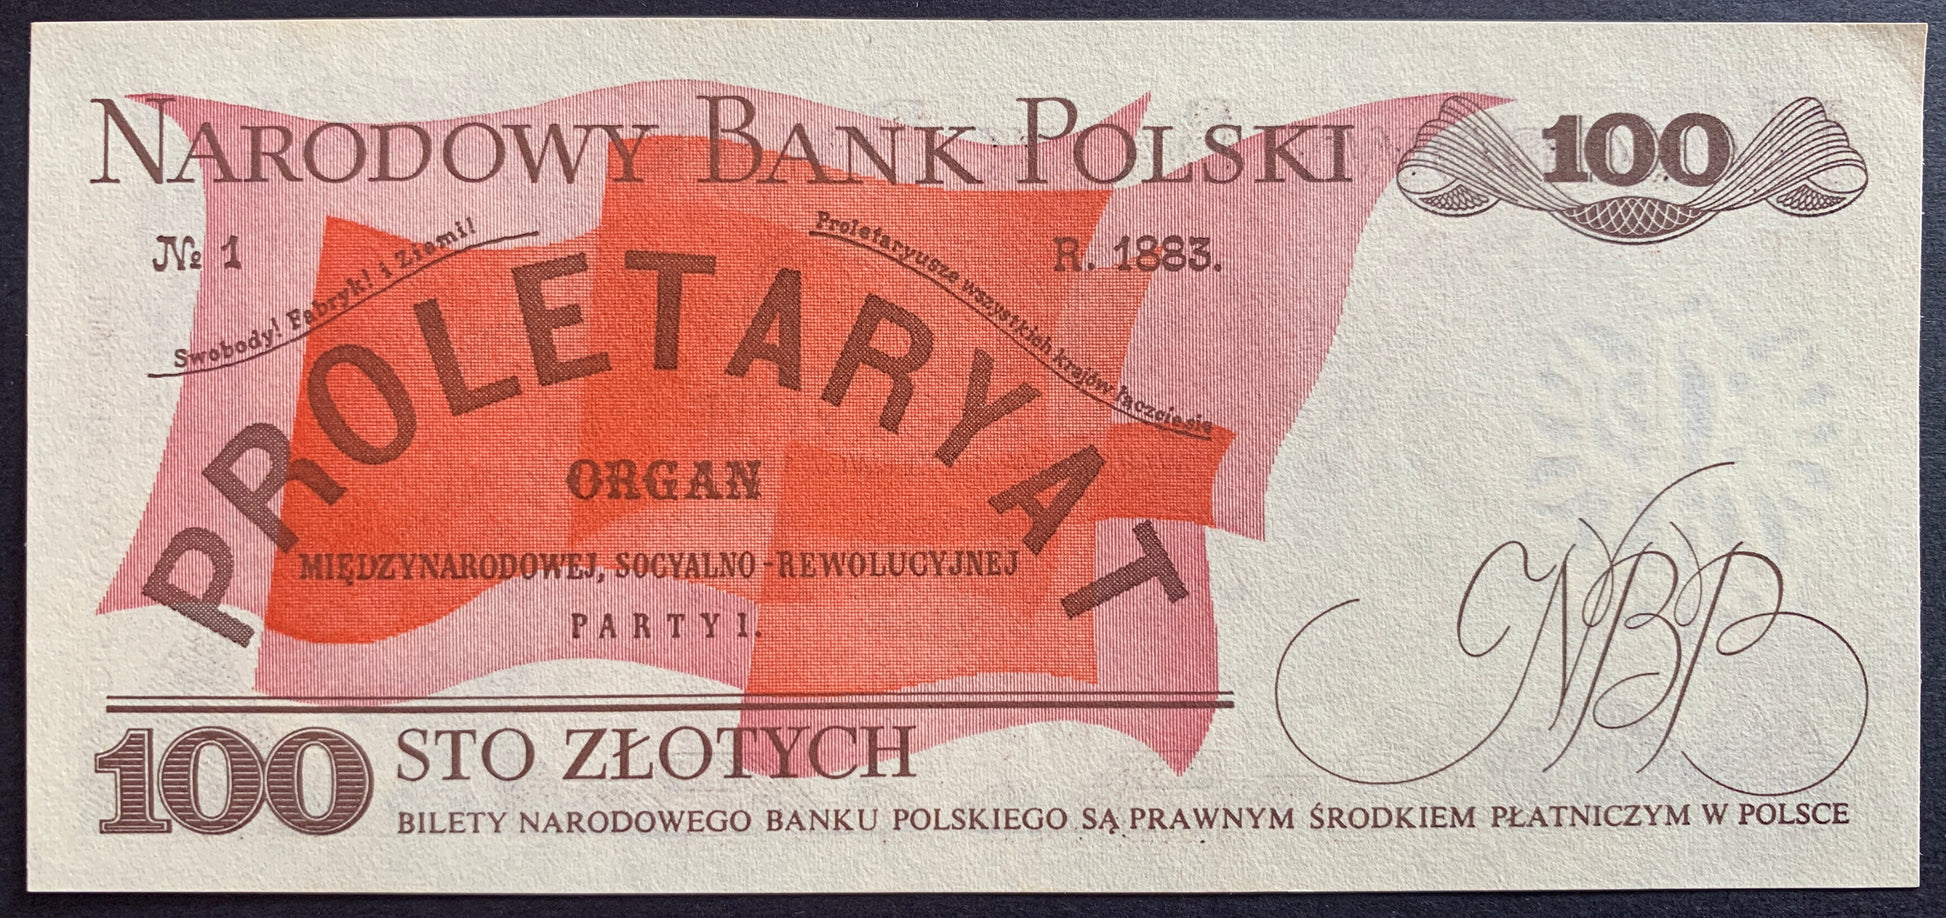 NARODOWY BANK POLSKI
100
№ 1
R. 1883.
Swobody! Fabryk! i Ziemi!
Proletaryusze wszystkich krajów łączcie się
PROLETARYAT
ORGAN
MIĘDZYNARODOWEJ, SOCYALNO-REWOLUCYJNEJ
PARTYI.
NBP
100
STO ZŁOTYCH
BILETY NARODOWEGO BANKU POLSKIEGO SĄ PRAWNYM ŚRODKIEM PŁATNICZYM W POLSCE